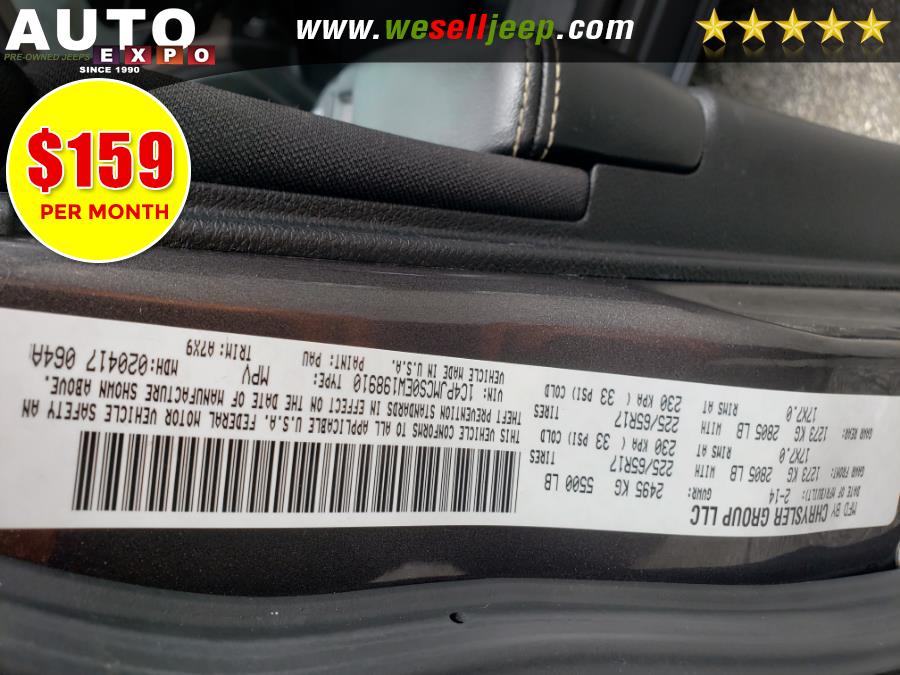 AUTO
EXPO
PRE-OWNED JEEPS
SINCE 1990
www.weselljeep.com
$159
PER MONTH
MFD BY CHRYSLER GROUP LLC
DATE OF MFR(BUILT): 2-14 GVWR: 2495 KG 5500 LB
GAWR FRONT: 1273 KG 2805 LB WITH 225/65R17 TIRES
17X7.0 RIMS AT 230 KPA ( 33 PSI) COLD
GAWR REAR: 1273 KG 2805 LB WITH 225/65R17 TIRES
17X7.0 RIMS AT 230 KPA ( 33 PSI) COLD
THIS VEHICLE CONFORMS TO ALL APPLICABLE U.S.A. FEDERAL MOTOR VEHICLE SAFETY AN
THEFT PREVENTION STANDARDS IN EFFECT ON THE DATE OF MANUFACTURE SHOWN ABOVE.
VIN: 1C4PJMCS0EW198910 TYPE: MPV MDH:020417 064A
VEHICLE MADE IN U.S.A. PAINT: PAU TRIM:A7X9